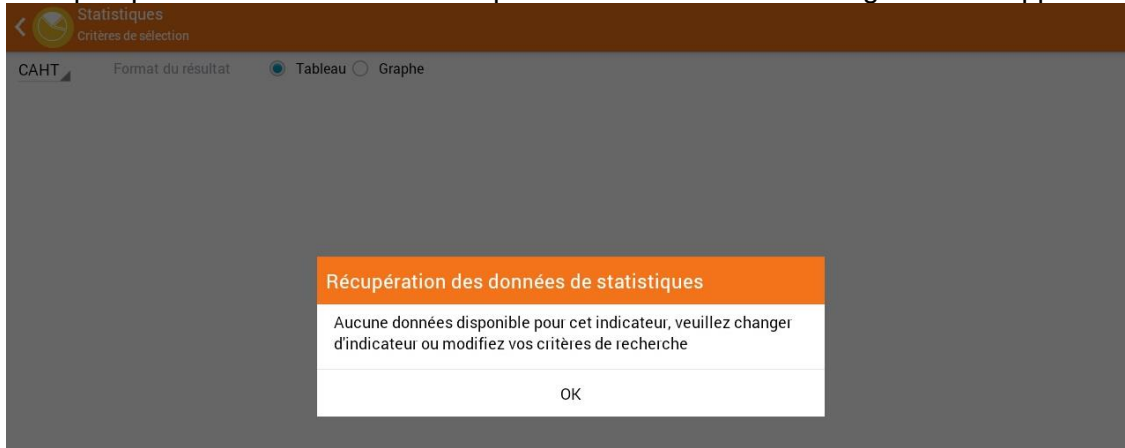 Statistiques
Critères de sélection
CAHT Format du résultat Tableau Graphe
Récupération des données de statistiques
Aucune données disponible pour cet indicateur, veuillez changer
d'indicateur ou modifiez vos critères de recherche
OK